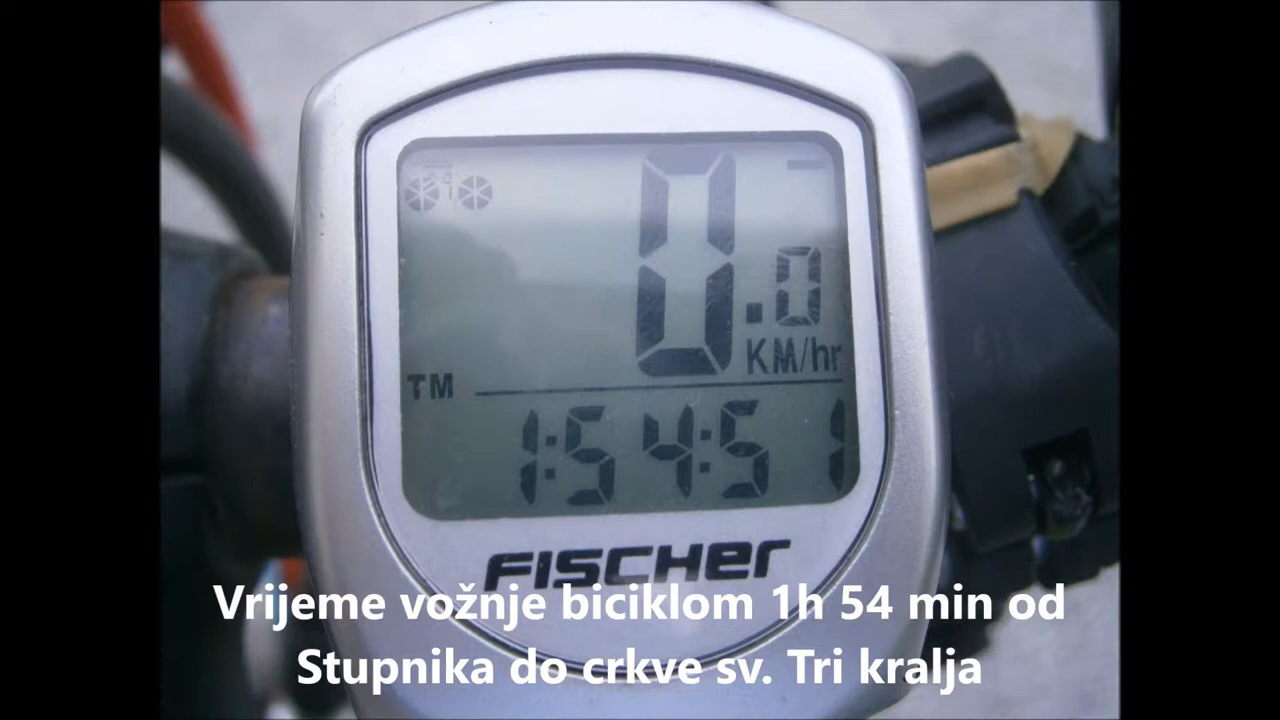 0.0
KM/hr
TM
1:54:51
FISCHER
Vrijeme vožnje biciklom 1h 54 min od
Stupnika do crkve sv. Tri kralja